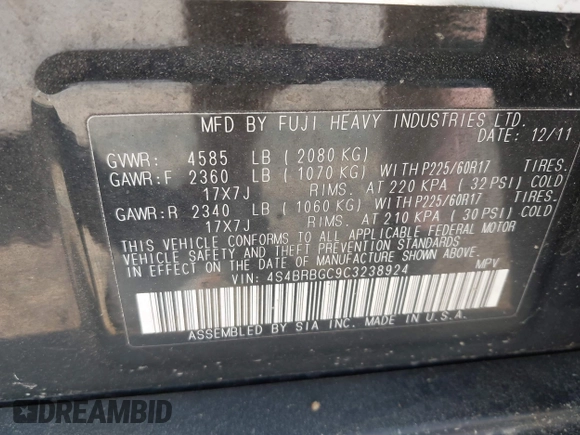 MFD BY FUJI HEAVY INDUSTRIES LTD.
DATE: 12/11
GVWR: 4585 LB ( 2080 KG)
GAWR:F 2360 LB ( 1070 KG) WITH P225/60R17 TIRES.
17X7J RIMS. AT 220 KPA ( 32 PSI) COLD
GAWR:R 2340 LB ( 1060 KG) WITH P225/60R17 TIRES.
17X7J RIMS. AT 210 KPA ( 30 PSI) COLD
THIS VEHICLE CONFORMS TO ALL APPLICABLE FEDERAL MOTOR
VEHICLE SAFETY AND THEFT PREVENTION STANDARDS
IN EFFECT ON THE DATE OF MANUFACTURE SHOWN ABOVE.
VIN: 4S4BRBGC9C3238924 MPV
ASSEMBLED BY SIA INC. MADE IN U.S.A.
DREAMBID